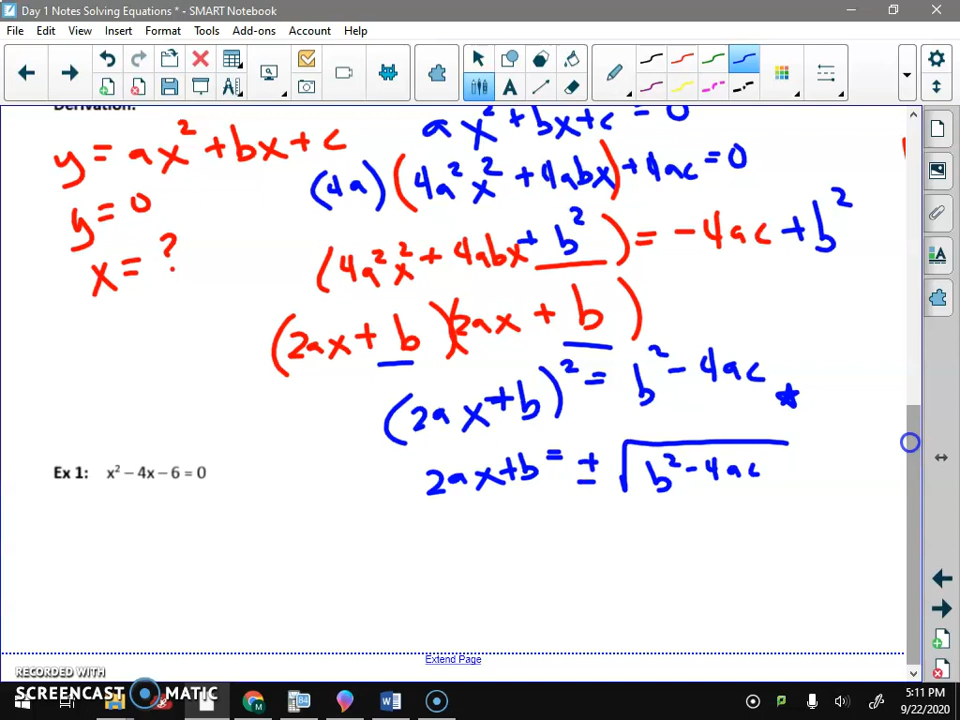 Day 1 Notes Solving Equations * - SMART Notebook
File Edit View Insert Format Tools Add-ons Account Help
Derivation:
y = ax² + bx + c
ax² + bx + c = 0
y = 0
(4a)(4a²x² + 4abx) + 4ac = 0
x = ?
(4a²x² + 4abx + b²) = -4ac + b²
(2ax + b)(2ax + b)
(2ax + b)² = b² - 4ac ★
2ax + b = ± √b² - 4ac
Ex 1: x² – 4x – 6 = 0
Extend Page
RECORDED WITH
SCREENCAST MATIC
5:11 PM
9/22/2020